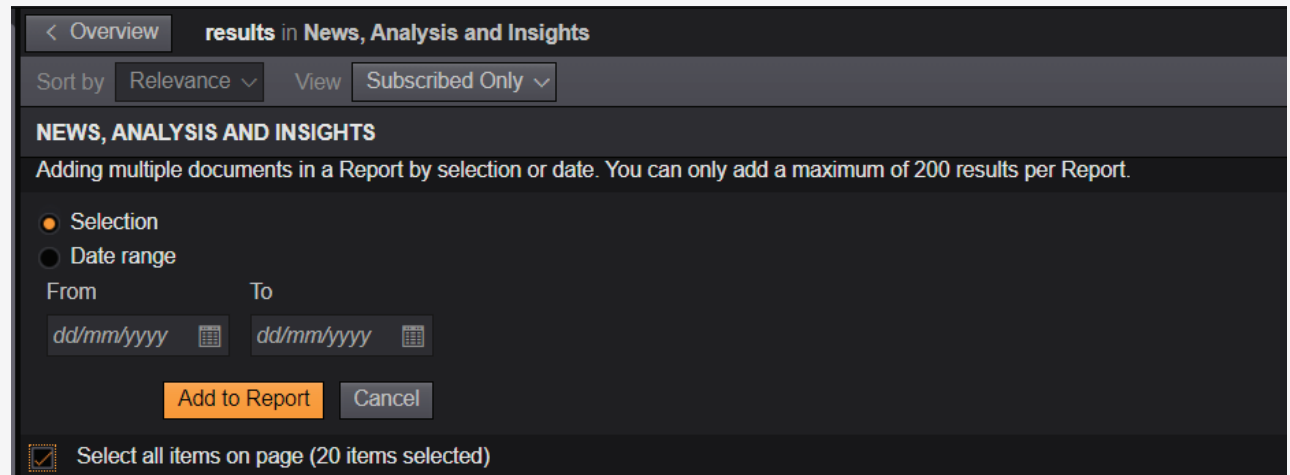 < Overview results in News, Analysis and Insights
Sort by Relevance View Subscribed Only
NEWS, ANALYSIS AND INSIGHTS
Adding multiple documents in a Report by selection or date. You can only add a maximum of 200 results per Report.
Selection
Date range
From To
dd/mm/yyyy dd/mm/yyyy
Add to Report Cancel
Select all items on page (20 items selected)